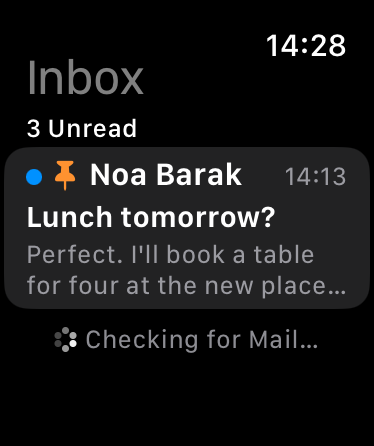 14:28
Inbox
3 Unread
Noa Barak 14:13
Lunch tomorrow?
Perfect. I'll book a table
for four at the new place...
Checking for Mail...